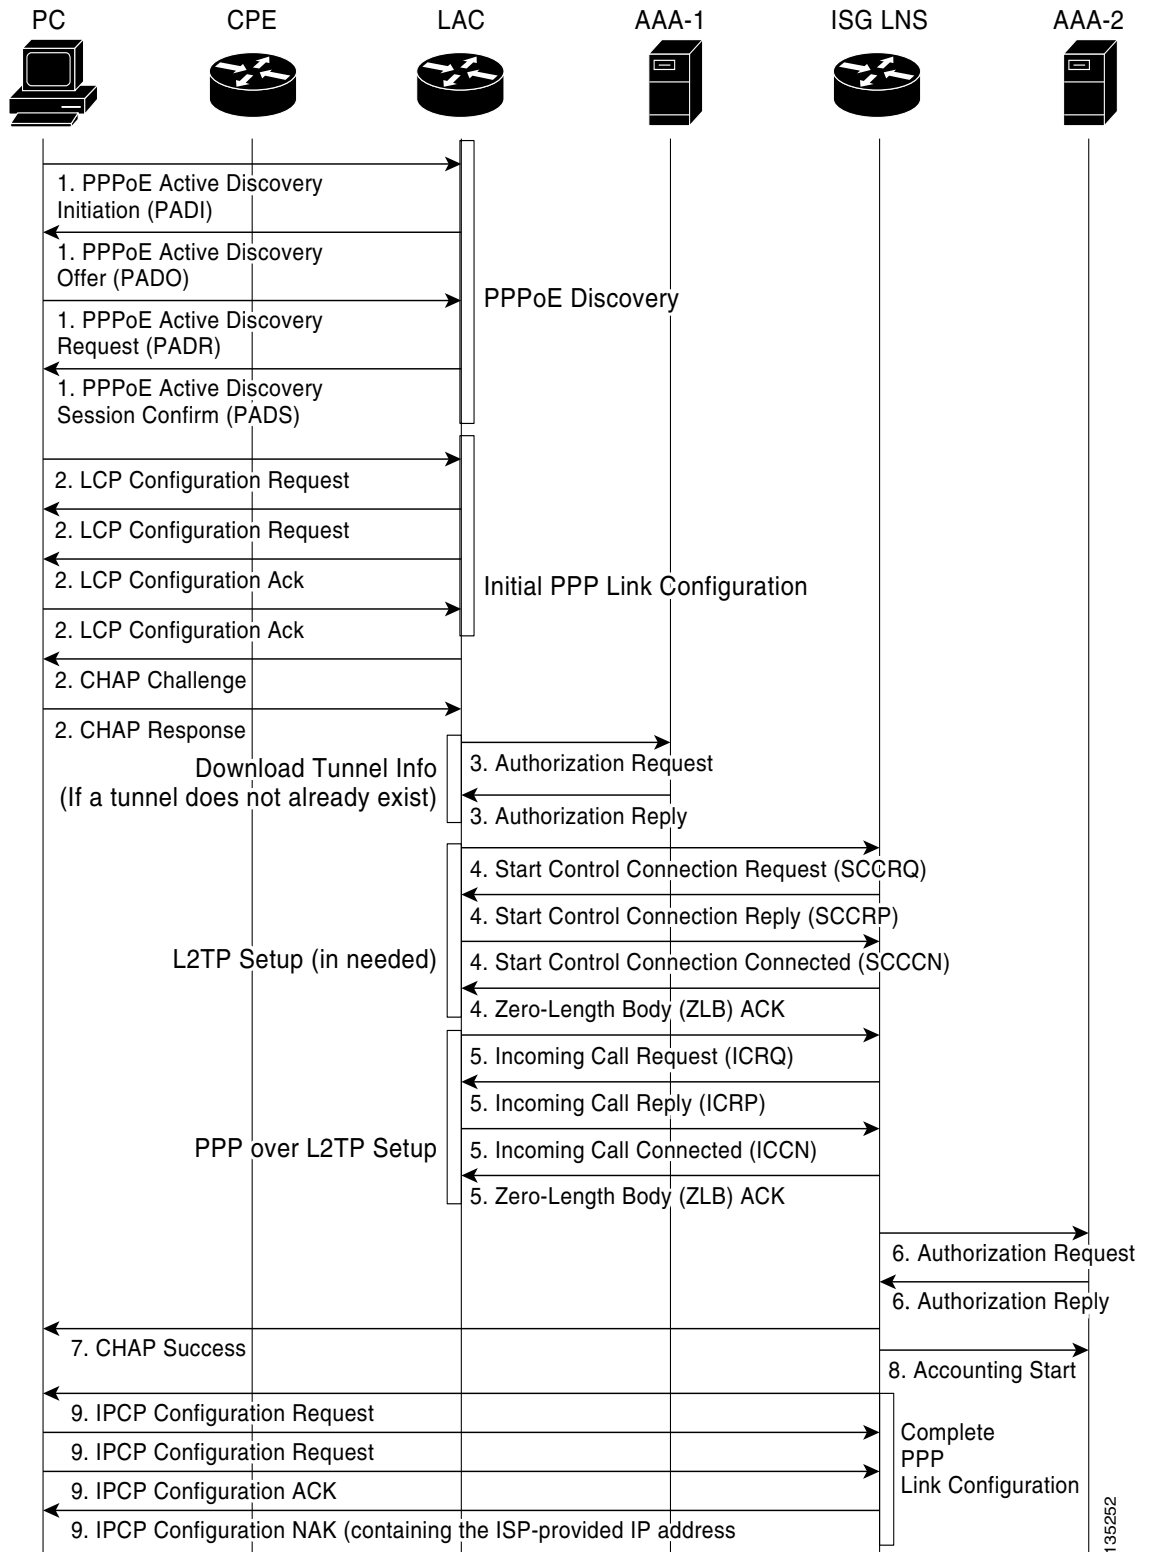 PC
CPE
LAC
AAA-1
ISG LNS
AAA-2
1. PPPoE Active Discovery
Initiation (PADI)
1. PPPoE Active Discovery
Offer (PADO)
PPPoE Discovery
1. PPPoE Active Discovery
Request (PADR)
1. PPPoE Active Discovery
Session Confirm (PADS)
2. LCP Configuration Request
2. LCP Configuration Request
2. LCP Configuration Ack
Initial PPP Link Configuration
2. LCP Configuration Ack
2. CHAP Challenge
2. CHAP Response
Download Tunnel Info
(If a tunnel does not already exist)
3. Authorization Request
3. Authorization Reply
4. Start Control Connection Request (SCCRQ)
4. Start Control Connection Reply (SCCRP)
L2TP Setup (in needed)
4. Start Control Connection Connected (SCCCN)
4. Zero-Length Body (ZLB) ACK
5. Incoming Call Request (ICRQ)
5. Incoming Call Reply (ICRP)
PPP over L2TP Setup
5. Incoming Call Connected (ICCN)
5. Zero-Length Body (ZLB) ACK
6. Authorization Request
6. Authorization Reply
7. CHAP Success
8. Accounting Start
9. IPCP Configuration Request
9. IPCP Configuration Request
9. IPCP Configuration ACK
9. IPCP Configuration NAK (containing the ISP-provided IP address
Complete
PPP
Link Configuration
135252